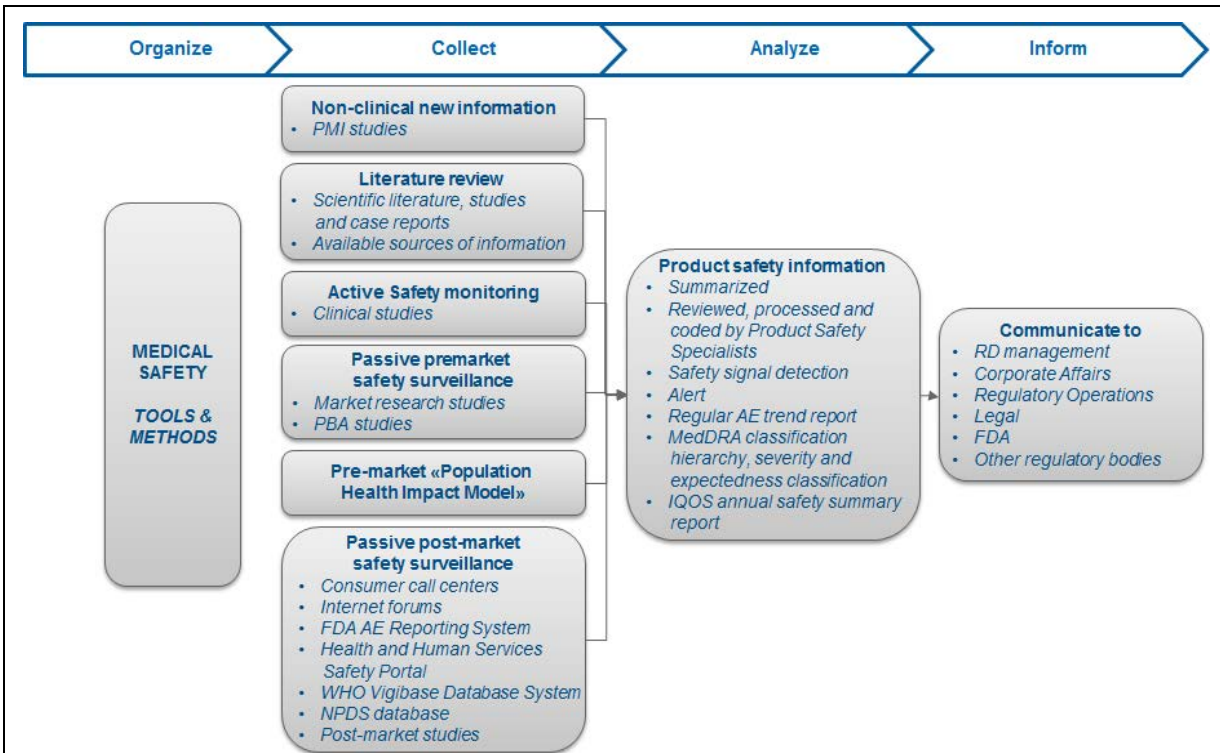 Organize
Collect
Analyze
Inform
MEDICAL
SAFETY
TOOLS &
METHODS
Non-clinical new information
• PMI studies
Literature review
• Scientific literature, studies
and case reports
• Available sources of information
Active Safety monitoring
• Clinical studies
Passive premarket
safety surveillance
• Market research studies
• PBA studies
Pre-market «Population
Health Impact Model»
Passive post-market
safety surveillance
• Consumer call centers
• Internet forums
• FDA AE Reporting System
• Health and Human Services
Safety Portal
• WHO Vigibase Database System
• NPDS database
• Post-market studies
Product safety information
• Summarized
• Reviewed, processed and
coded by Product Safety
Specialists
• Safety signal detection
• Alert
• Regular AE trend report
• MedDRA classification
hierarchy, severity and
expectedness classification
• IQOS annual safety summary
report
Communicate to
• RD management
• Corporate Affairs
• Regulatory Operations
• Legal
• FDA
• Other regulatory bodies